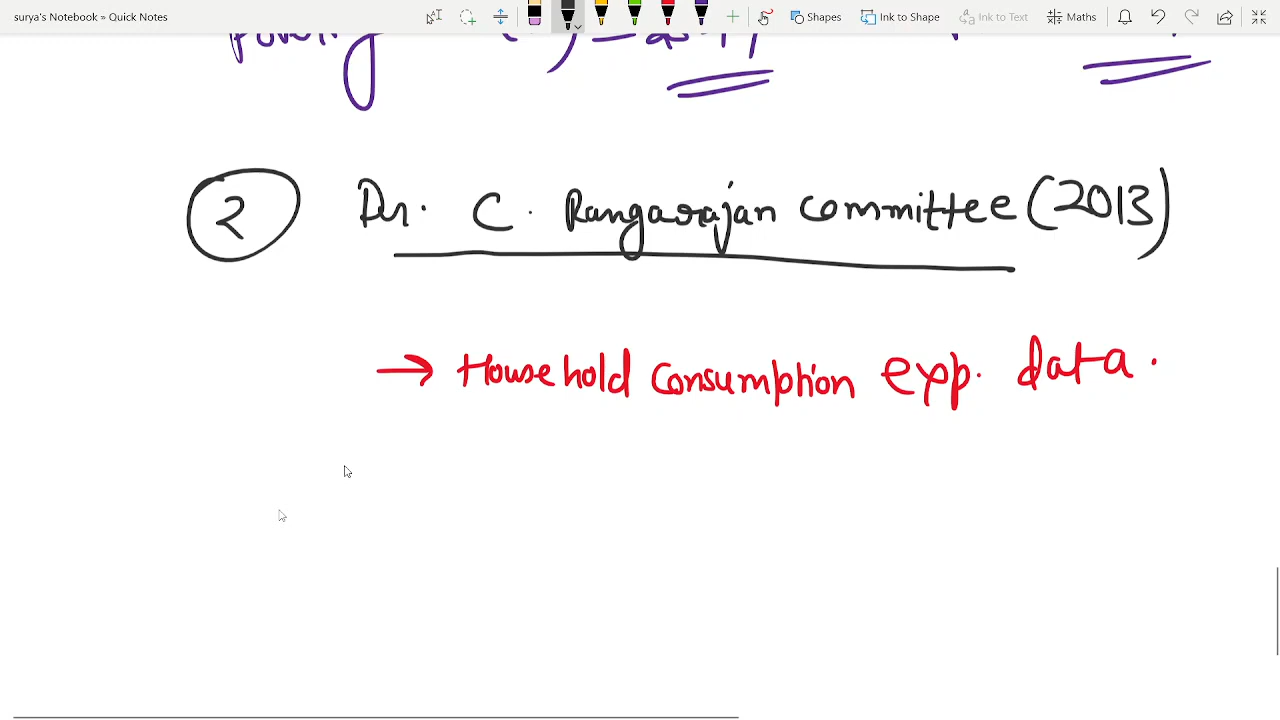 surya's Notebook » Quick Notes
Shapes
Ink to Shape
Ink to Text
Maths
2 Dr. C. Rangarajan committee (2013)
→ Household consumption exp. data.